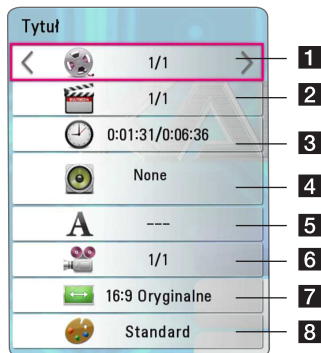 Tytuł
1/1
1
MULTIMEDIA
1/1
2
0:01:31/0:06:36
3
None
4
A
---
5
1/1
6
16:9 Oryginalne
7
Standard
8